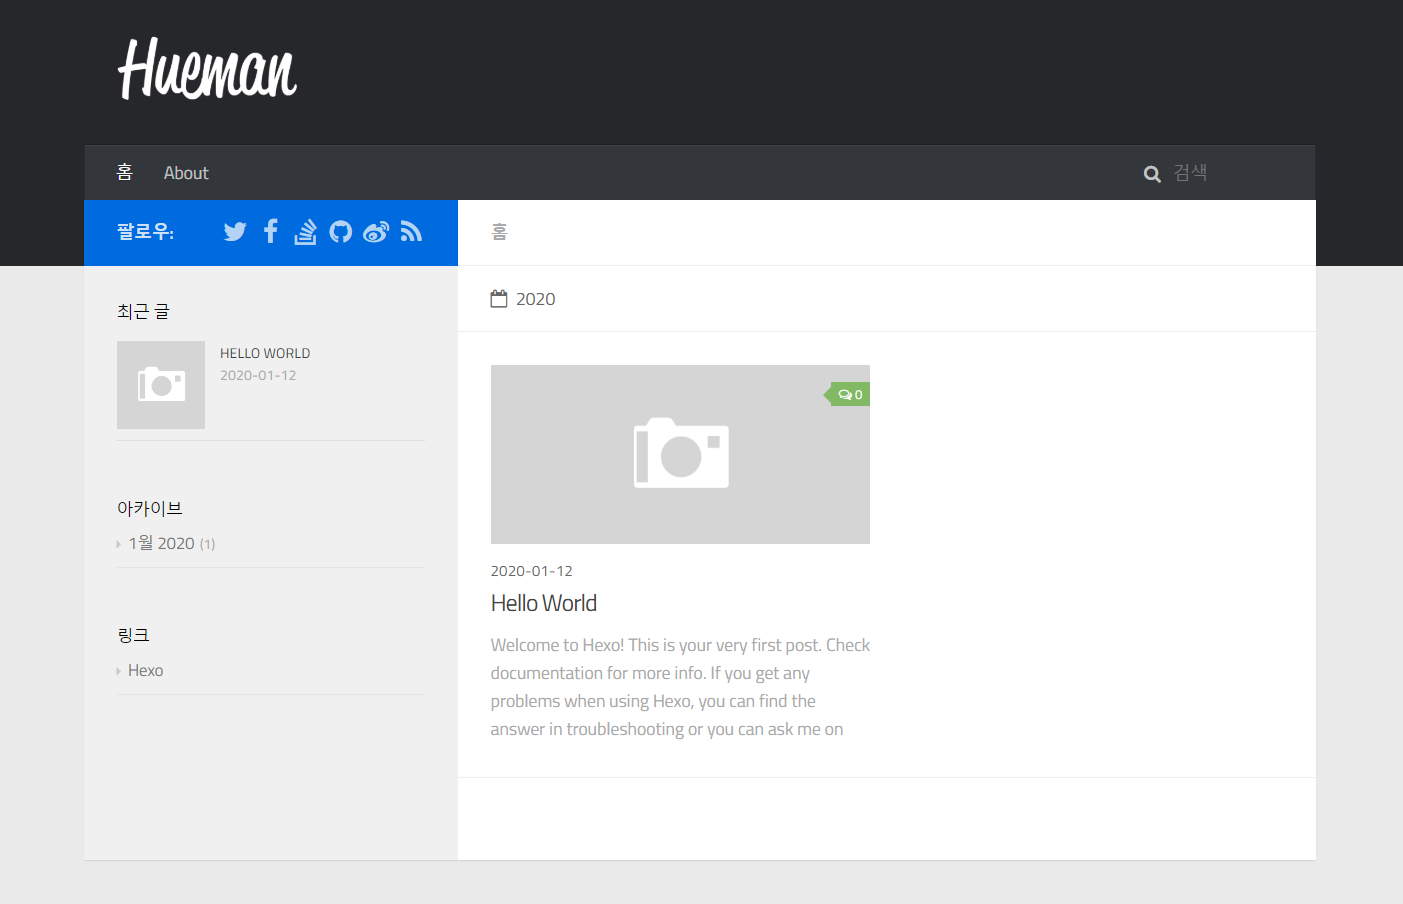 Hueman
홈 About 검색
팔로우:
홈
2020
최근 글
HELLO WORLD
2020-01-12
아카이브
1월 2020 (1)
링크
Hexo
0
2020-01-12
Hello World
Welcome to Hexo! This is your very first post. Check
documentation for more info. If you get any
problems when using Hexo, you can find the
answer in troubleshooting or you can ask me on